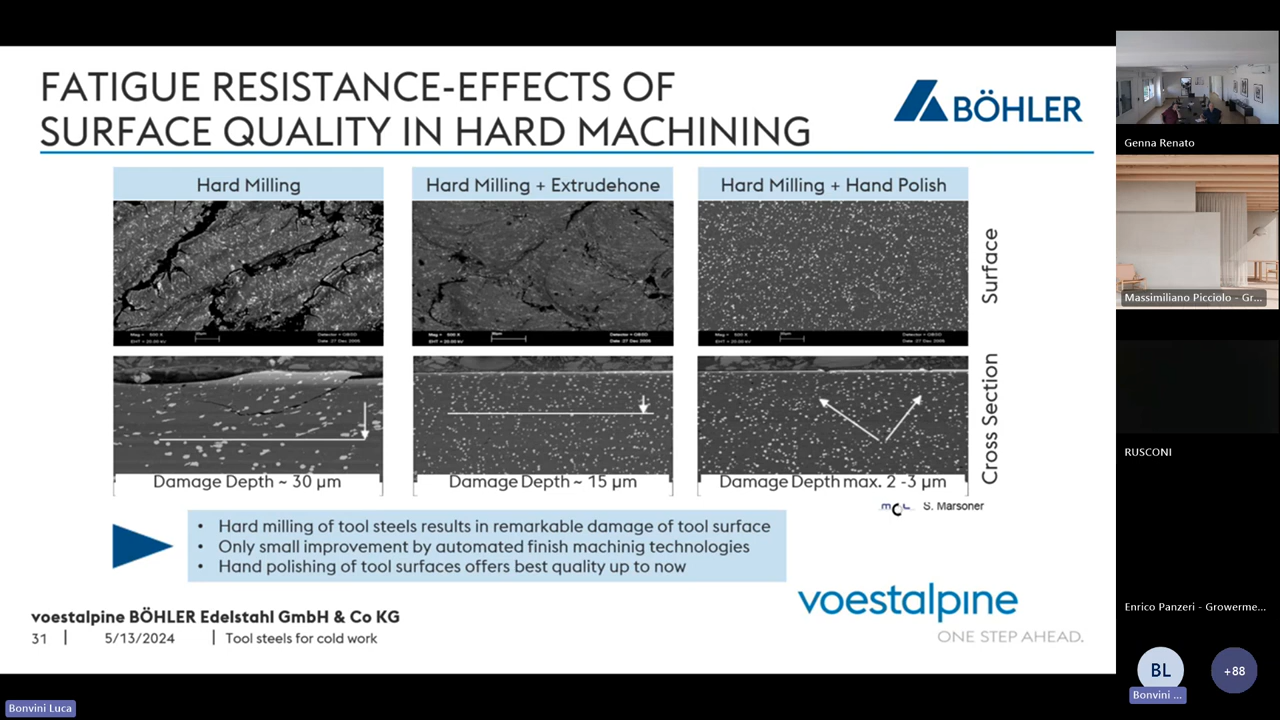 FATIGUE RESISTANCE-EFFECTS OF
SURFACE QUALITY IN HARD MACHINING
BÖHLER
Hard Milling
Hard Milling + Extrudehone
Hard Milling + Hand Polish
Surface
Cross Section
Damage Depth ~ 30 µm
Damage Depth ~ 15 µm
Damage Depth max. 2 -3 µm
S. Marsoner
• Hard milling of tool steels results in remarkable damage of tool surface
• Only small improvement by automated finish machinig technologies
• Hand polishing of tool surfaces offers best quality up to now
voestalpine
ONE STEP AHEAD.
voestalpine BÖHLER Edelstahl GmbH & Co KG
31 | 5/13/2024 | Tool steels for cold work
Genna Renato
Massimiliano Picciolo - Gr...
RUSCONI
Enrico Panzeri - Growerme...
BL
+88
Bonvini ...
Bonvini Luca